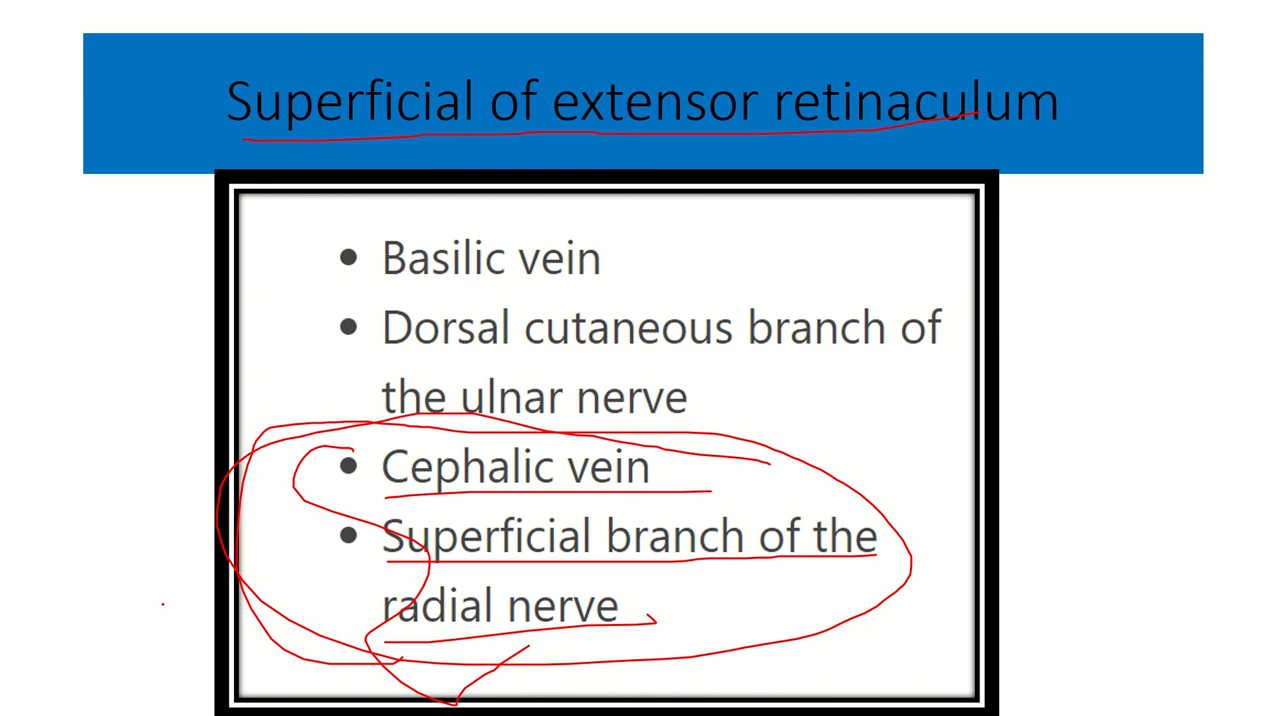 Superficial of extensor retinaculum
• Basilic vein
• Dorsal cutaneous branch of
the ulnar nerve
• Cephalic vein
• Superficial branch of the
radial nerve